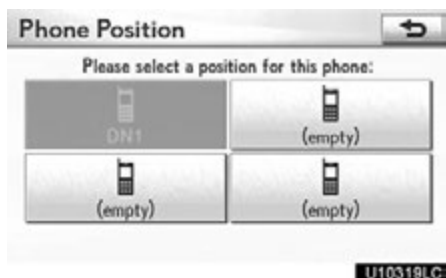 Phone Position
Please select a position for this phone:
DN1
(empty)
(empty)
(empty)
U10319LC